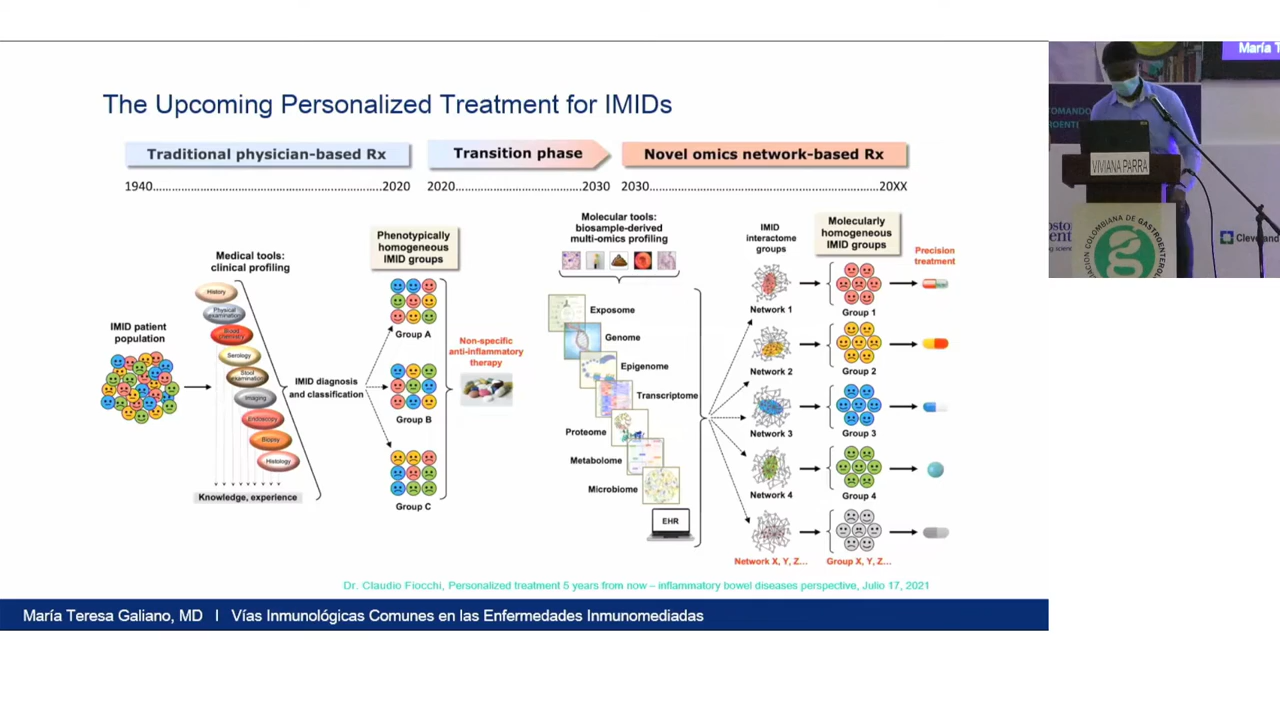 The Upcoming Personalized Treatment for IMIDs
Traditional physician-based Rx
Transition phase
Novel omics network-based Rx
1940 2020
2020 2030
2030 20XX
IMID patient
population
Medical tools:
clinical profiling
History
Physical
examination
Blood
chemistry
Serology
Stool
examination
Imaging
Endoscopy
Biopsy
Histology
Knowledge, experience
IMID diagnosis
and classification
Phenotypically
homogeneous
IMID groups
Group A
Group B
Group C
Non-specific
anti-inflammatory
therapy
Molecular tools:
biosample-derived
multi-omics profiling
Exposome
Genome
Epigenome
Transcriptome
Proteome
Metabolome
Microbiome
EHR
IMID
interactome
groups
Network 1
Network 2
Network 3
Network 4
Network X, Y, Z...
Molecularly
homogeneous
IMID groups
Group 1
Group 2
Group 3
Group 4
Group X, Y, Z...
Precision
treatment
Dr. Claudio Fiocchi, Personalized treatment 5 years from now – inflammatory bowel diseases perspective, Julio 17, 2021
María Teresa Galiano, MD I Vías Inmunológicas Comunes en las Enfermedades Inmunomediadas
María T
VIVIANA PARRA